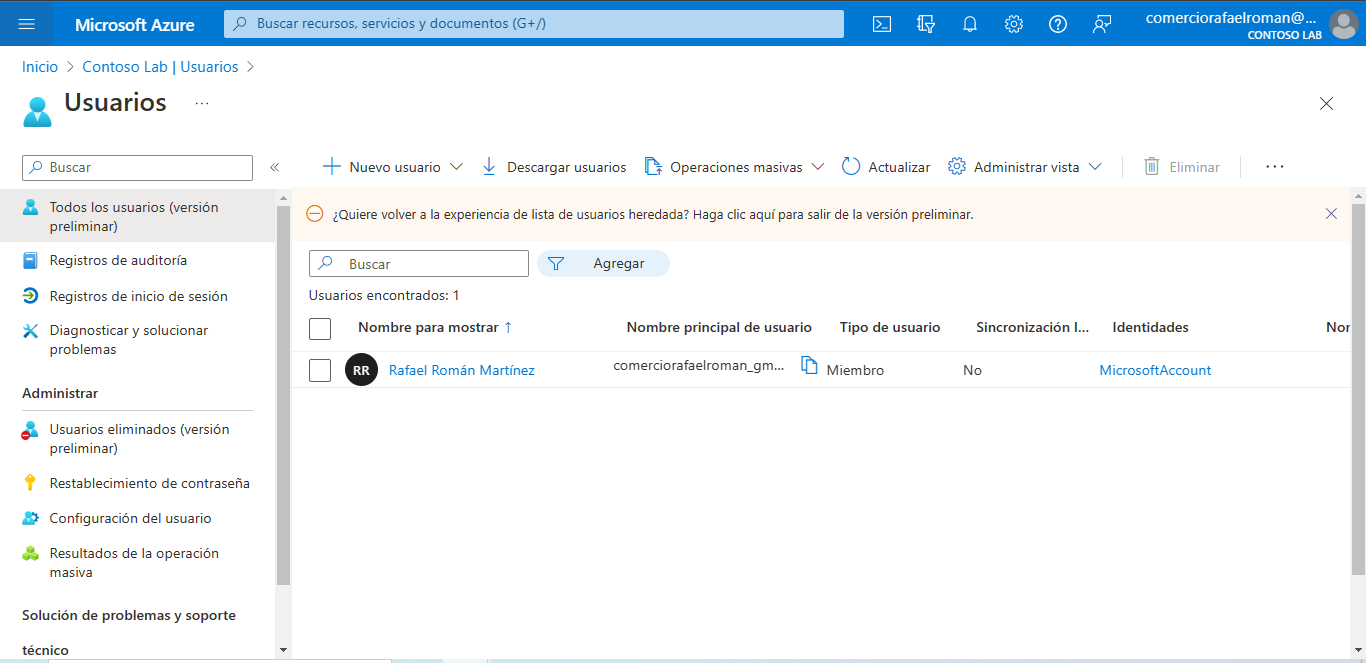 Microsoft Azure
Buscar recursos, servicios y documentos (G+/)
comerciorafaelroman@...
CONTOSO LAB
Inicio > Contoso Lab | Usuarios >
Usuarios ...
Buscar
«
Nuevo usuario
Descargar usuarios
Operaciones masivas
Actualizar
Administrar vista
Eliminar
...
Todos los usuarios (versión
preliminar)
Registros de auditoría
Registros de inicio de sesión
Diagnosticar y solucionar
problemas
Administrar
Usuarios eliminados (versión
preliminar)
Restablecimiento de contraseña
Configuración del usuario
Resultados de la operación
masiva
Solución de problemas y soporte
técnico
¿Quiere volver a la experiencia de lista de usuarios heredada? Haga clic aquí para salir de la versión preliminar.
Buscar
Agregar
Usuarios encontrados: 1
Nombre para mostrar ↑ Nombre principal de usuario Tipo de usuario Sincronización l... Identidades Nor
RR Rafael Román Martínez comerciorafaelroman_gm... Miembro No MicrosoftAccount